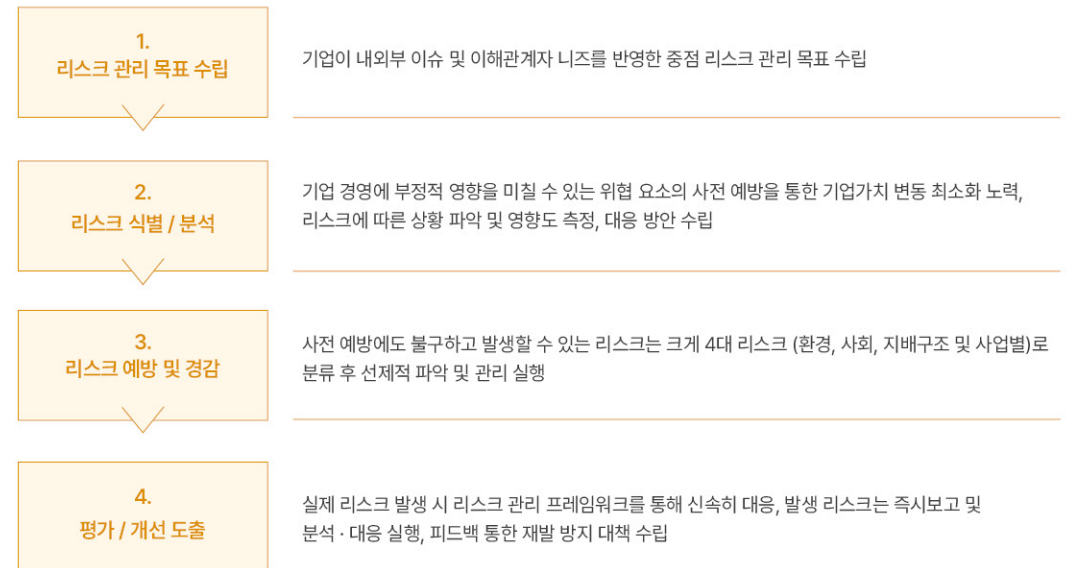 1.
리스크 관리 목표 수립
기업이 내외부 이슈 및 이해관계자 니즈를 반영한 중점 리스크 관리 목표 수립
2.
리스크 식별 / 분석
기업 경영에 부정적 영향을 미칠 수 있는 위협 요소의 사전 예방을 통한 기업가치 변동 최소화 노력,
리스크에 따른 상황 파악 및 영향도 측정, 대응 방안 수립
3.
리스크 예방 및 경감
사전 예방에도 불구하고 발생할 수 있는 리스크는 크게 4대 리스크 (환경, 사회, 지배구조 및 사업별)로
분류 후 선제적 파악 및 관리 실행
4.
평가 / 개선 도출
실제 리스크 발생 시 리스크 관리 프레임워크를 통해 신속히 대응, 발생 리스크는 즉시보고 및
분석 · 대응 실행, 피드백 통한 재발 방지 대책 수립